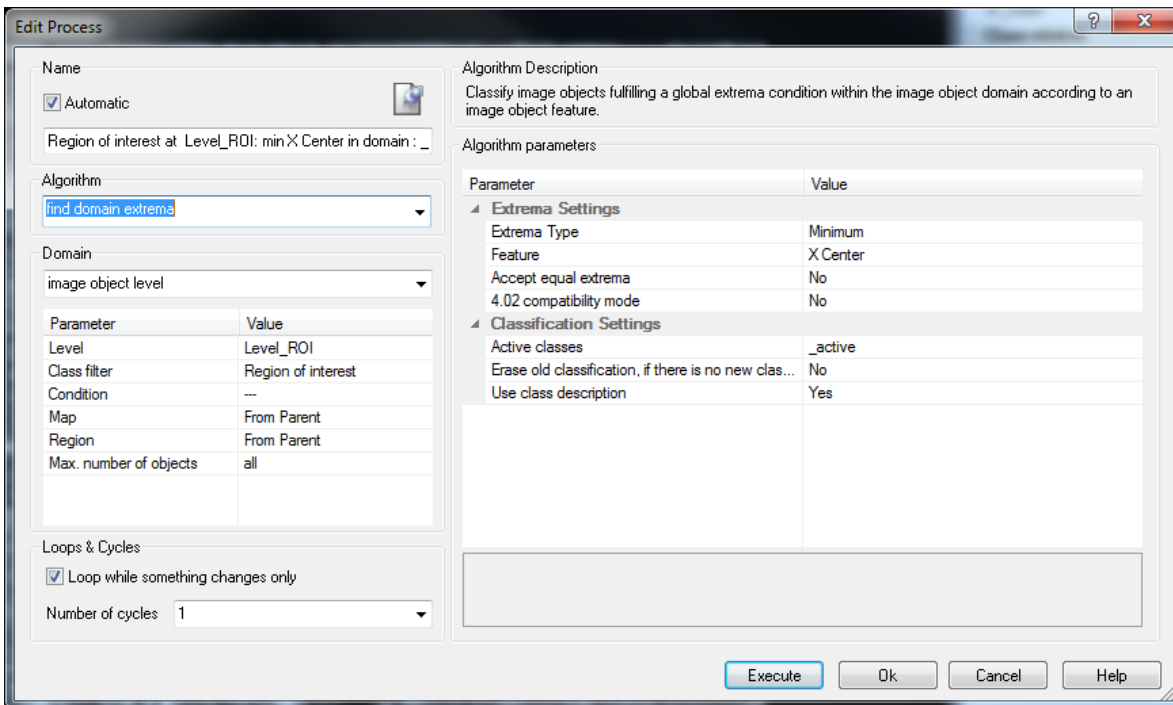 Edit Process
?
X
Name
Automatic
Region of interest at Level_ROI: min X Center in domain : _
Algorithm
find domain extrema
Domain
image object level
Parameter Value
Level Level_ROI
Class filter Region of interest
Condition ---
Map From Parent
Region From Parent
Max. number of objects all
Loops & Cycles
Loop while something changes only
Number of cycles 1
Algorithm Description
Classify image objects fulfilling a global extrema condition within the image object domain according to an
image object feature.
Algorithm parameters
Parameter Value
Extrema Settings
Extrema Type Minimum
Feature X Center
Accept equal extrema No
4.02 compatibility mode No
Classification Settings
Active classes _active
Erase old classification, if there is no new clas... No
Use class description Yes
Execute Ok Cancel Help